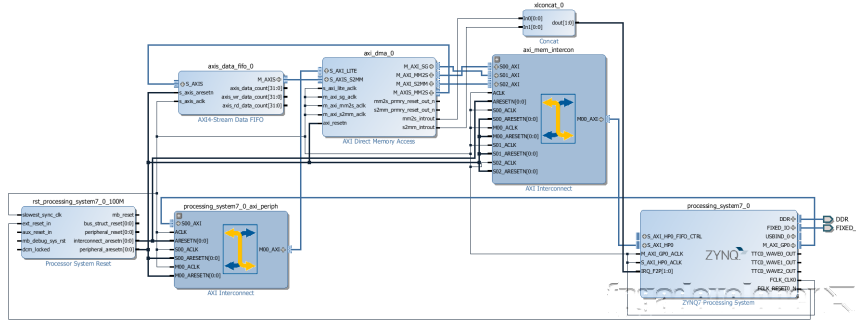 xlconcat_0
In0[0:0]
In1[0:0]
dout[1:0]
Concat
axi_dma_0
S_AXI_LITE
S_AXIS_S2MM
s_axi_lite_aclk
m_axi_sg_aclk
m_axi_mm2s_aclk
m_axi_s2mm_aclk
axi_resetn
M_AXI_SG
M_AXI_MM2S
M_AXI_S2MM
M_AXIS_MM2S
mm2s_prmry_reset_out_n
s2mm_prmry_reset_out_n
mm2s_introut
s2mm_introut
AXI Direct Memory Access
axi_mem_intercon
S00_AXI
S01_AXI
S02_AXI
ACLK
ARESETN[0:0]
S00_ACLK
S00_ARESETN[0:0]
M00_ACLK
M00_ARESETN[0:0]
S01_ACLK
S01_ARESETN[0:0]
S02_ACLK
S02_ARESETN[0:0]
M00_AXI
AXI Interconnect
axis_data_fifo_0
S_AXIS
s_axis_aresetn
s_axis_aclk
M_AXIS
axis_data_count[31:0]
axis_wr_data_count[31:0]
axis_rd_data_count[31:0]
AXI4-Stream Data FIFO
rst_processing_system7_0_100M
slowest_sync_clk
ext_reset_in
aux_reset_in
mb_debug_sys_rst
dcm_locked
mb_reset
bus_struct_reset[0:0]
peripheral_reset[0:0]
interconnect_aresetn[0:0]
peripheral_aresetn[0:0]
Processor System Reset
processing_system7_0_axi_periph
S00_AXI
ACLK
ARESETN[0:0]
S00_ACLK
S00_ARESETN[0:0]
M00_ACLK
M00_ARESETN[0:0]
M00_AXI
AXI Interconnect
processing_system7_0
S_AXI_HP0_FIFO_CTRL
S_AXI_HP0
M_AXI_GP0_ACLK
S_AXI_HP0_ACLK
IRQ_F2P[1:0]
ZYNQ
DDR
FIXED_IO
USBIND_0
M_AXI_GP0
TTC0_WAVE0_OUT
TTC0_WAVE1_OUT
TTC0_WAVE2_OUT
FCLK_CLK0
FCLK_RESET0_N
ZYNQ7 Processing System
DDR
FIXED_